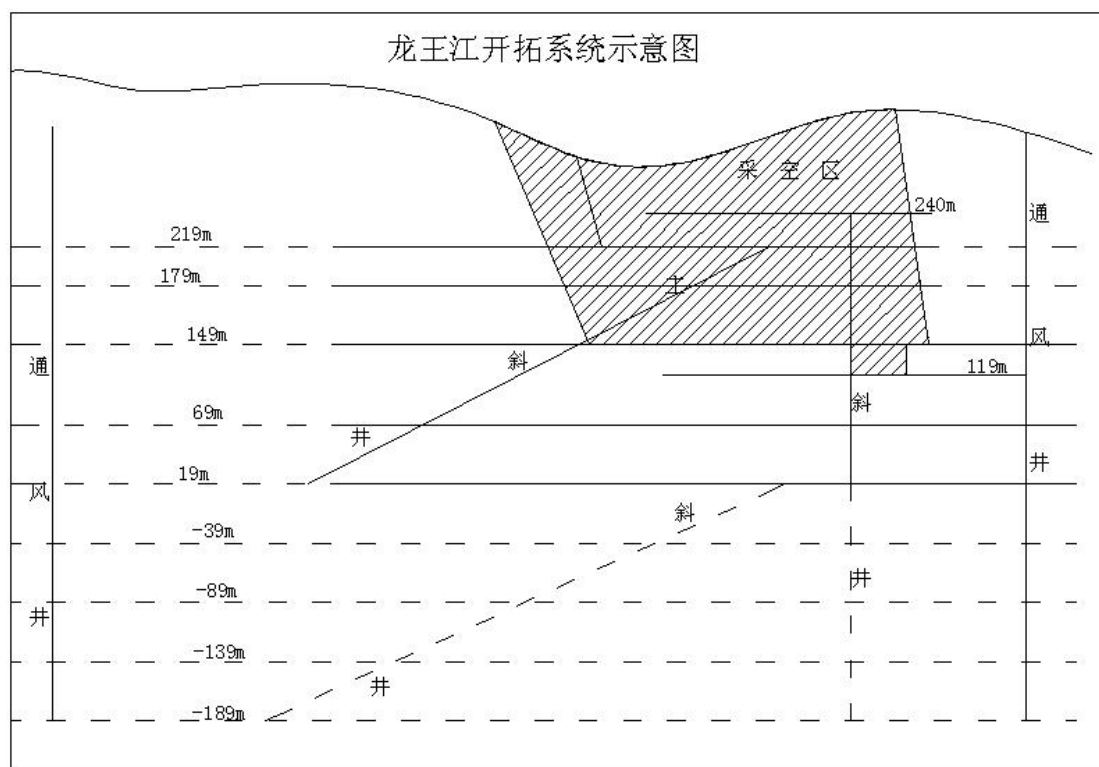 龙王江开拓系统示意图
采空区
240m
通
219m
179m
主
149m
风
通
斜
119m
69m
斜
井
井
19m
风
斜
-39m
井
-89m
井
-139m
井
-189m